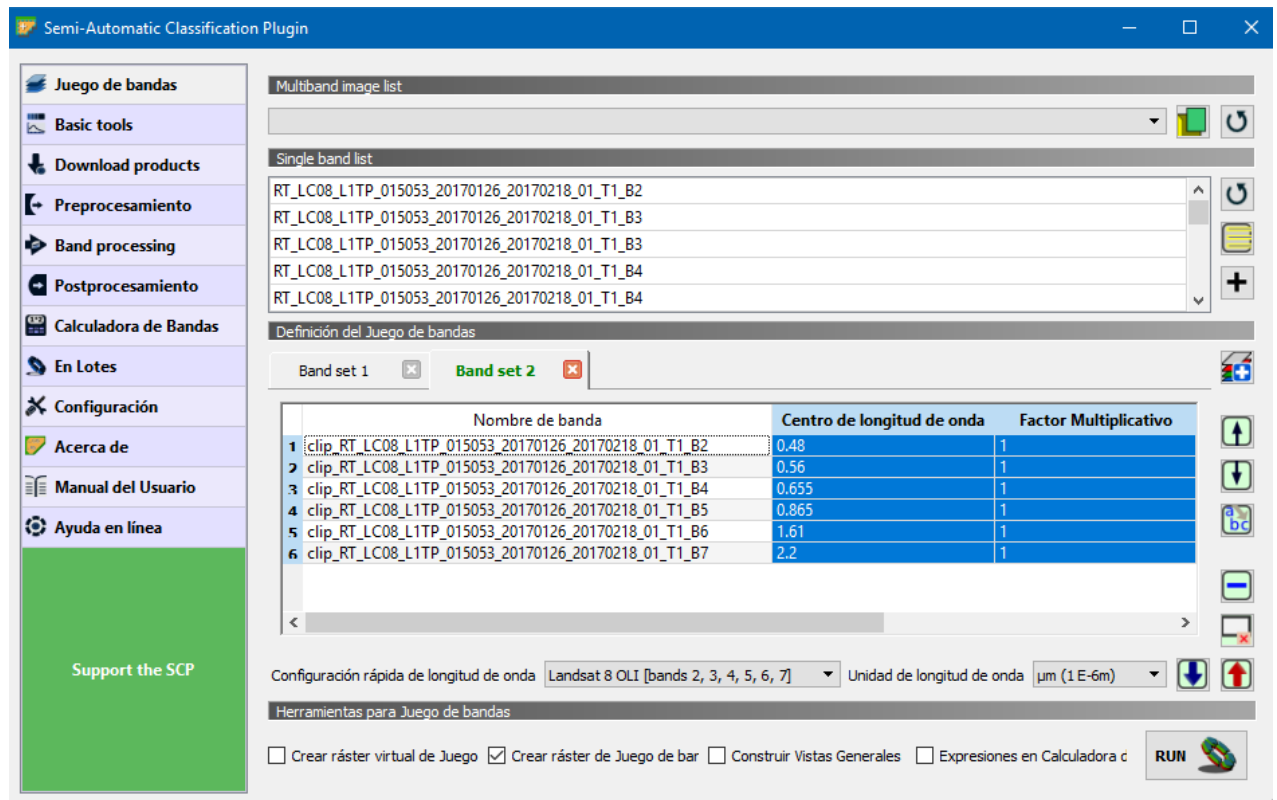 Semi-Automatic Classification Plugin
Juego de bandas
Basic tools
Download products
Preprocesamiento
Band processing
Postprocesamiento
Calculadora de Bandas
En Lotes
Configuración
Acerca de
Manual del Usuario
Ayuda en línea
Support the SCP
Multiband image list
Single band list
RT_LC08_L1TP_015053_20170126_20170218_01_T1_B2
RT_LC08_L1TP_015053_20170126_20170218_01_T1_B3
RT_LC08_L1TP_015053_20170126_20170218_01_T1_B3
RT_LC08_L1TP_015053_20170126_20170218_01_T1_B4
RT_LC08_L1TP_015053_20170126_20170218_01_T1_B4
Definición del Juego de bandas
Band set 1 Band set 2
Nombre de banda Centro de longitud de onda Factor Multiplicativo
1 clip_RT_LC08_L1TP_015053_20170126_20170218_01_T1_B2 0.48 1
2 clip_RT_LC08_L1TP_015053_20170126_20170218_01_T1_B3 0.56 1
3 clip_RT_LC08_L1TP_015053_20170126_20170218_01_T1_B4 0.655 1
4 clip_RT_LC08_L1TP_015053_20170126_20170218_01_T1_B5 0.865 1
5 clip_RT_LC08_L1TP_015053_20170126_20170218_01_T1_B6 1.61 1
6 clip_RT_LC08_L1TP_015053_20170126_20170218_01_T1_B7 2.2 1
a bc
Configuración rápida de longitud de onda Landsat 8 OLI [bands 2, 3, 4, 5, 6, 7] Unidad de longitud de onda µm (1 E-6m)
Herramientas para Juego de bandas
Crear ráster virtual de Juego Crear ráster de Juego de bar Construir Vistas Generales Expresiones en Calculadora d RUN